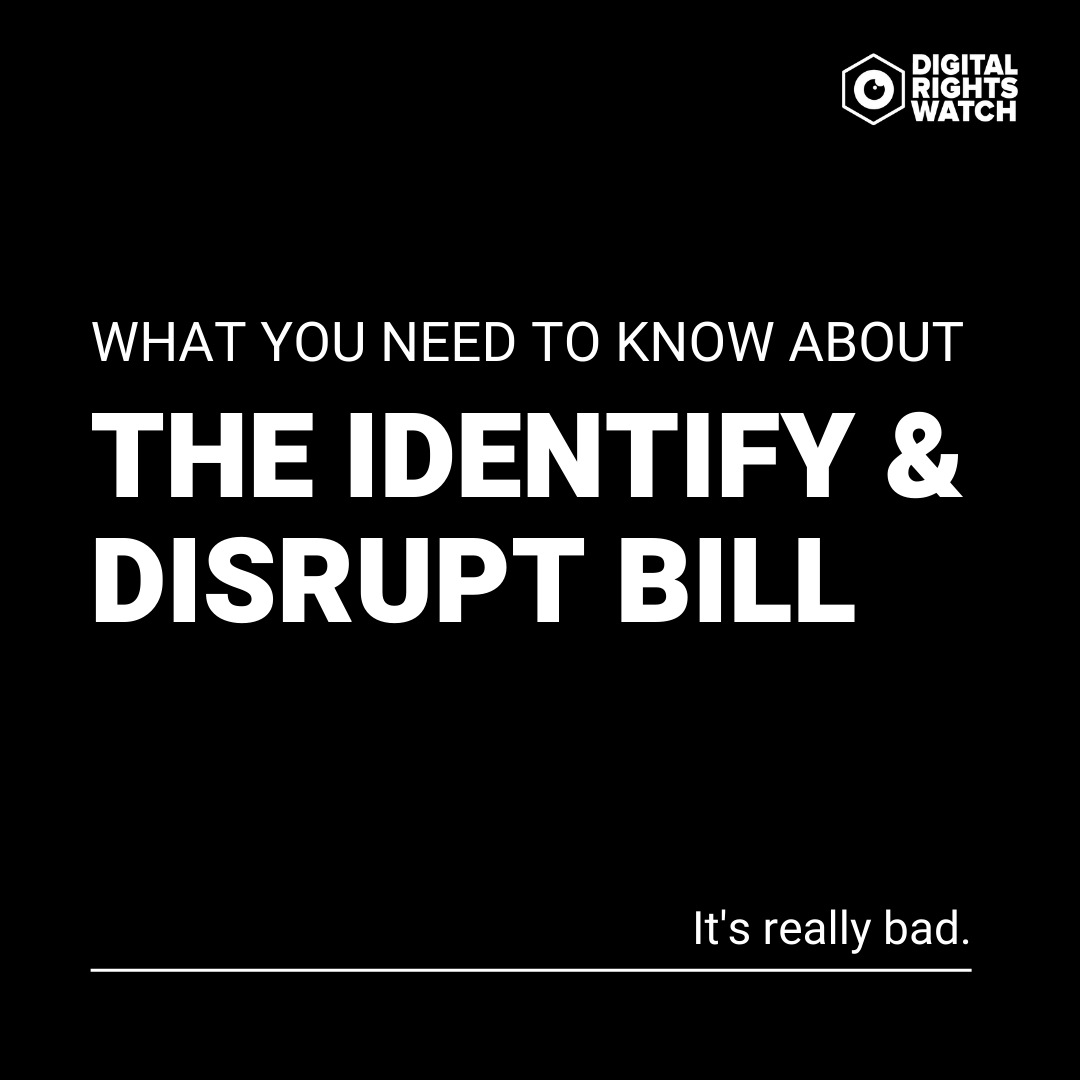 DIGITAL
RIGHTS
WATCH
WHAT YOU NEED TO KNOW ABOUT
THE IDENTIFY &
DISRUPT BILL
It's really bad.